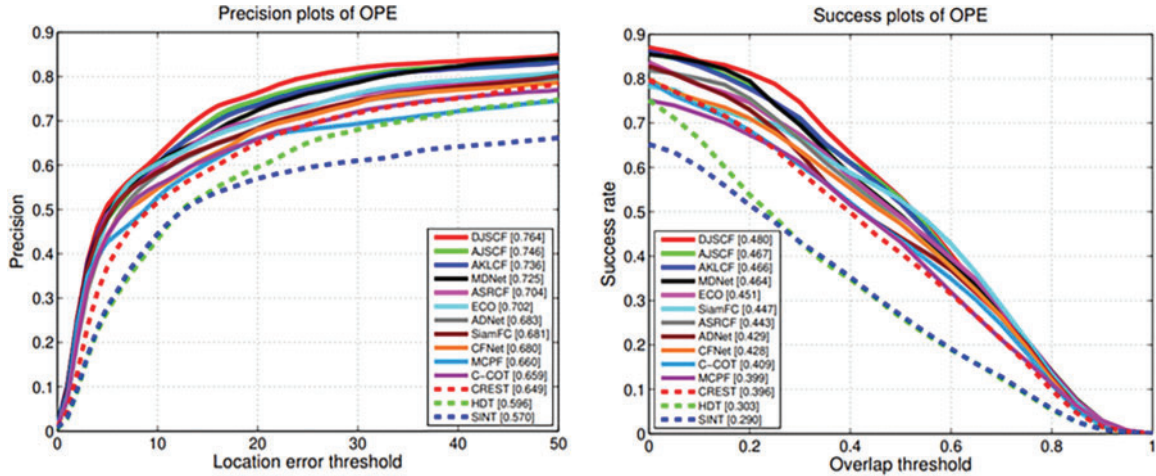 Precision plots of OPE
0.9
0.8
0.7
0.6
0.5
0.4
0.3
0.2
0.1
0
Precision
DJSCF [0.764]
AJSCF [0.746]
AKLCF [0.736]
MDNet [0.725]
ASRCF [0.704]
ECO [0.702]
ADNet [0.683]
SiamFC [0.681]
CFNet [0.680]
MCPF [0.660]
C-COT [0.659]
CREST [0.649]
HDT [0.596]
SINT [0.570]
0 10 20 30 40 50
Location error threshold
Success plots of OPE
0.9
0.8
0.7
0.6
0.5
0.4
0.3
0.2
0.1
0
Success rate
DJSCF [0.480]
AJSCF [0.467]
AKLCF [0.466]
MDNet [0.464]
ECO [0.451]
SiamFC [0.447]
ASRCF [0.443]
ADNet [0.429]
CFNet [0.428]
C-COT [0.409]
MCPF [0.399]
CREST [0.396]
HDT [0.303]
SINT [0.290]
0 0.2 0.4 0.6 0.8 1
Overlap threshold